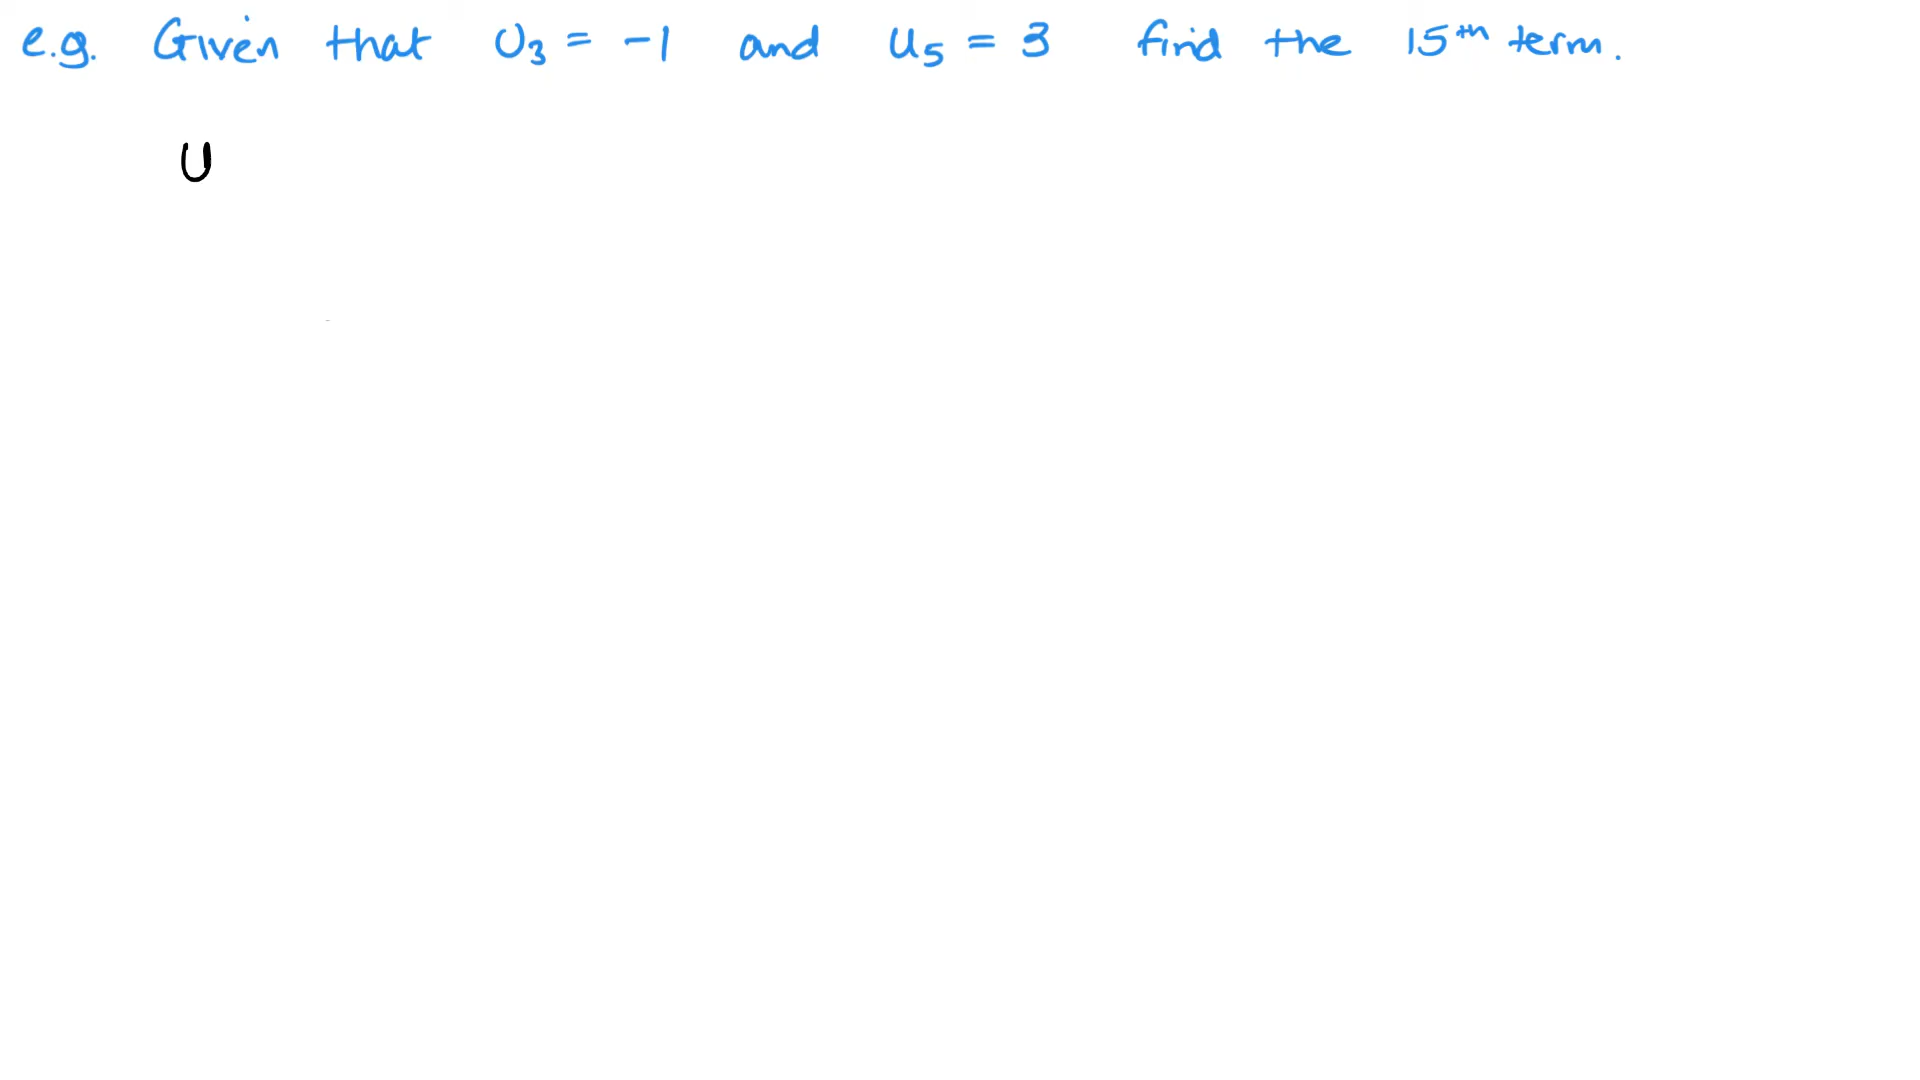 e.g. Given that U₃ = -1 and U₅ = 3 find the 15ᵗʰ term.
U